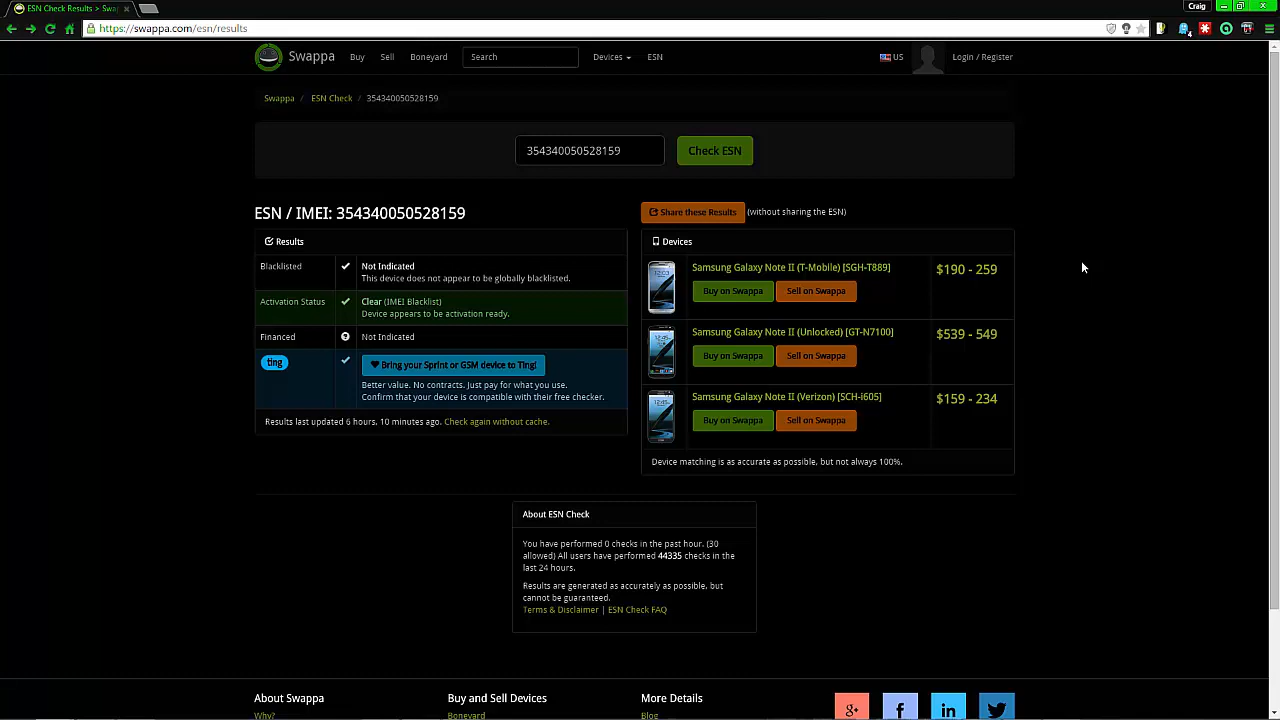 ESN Check Results > Swa
Craig
https://swappa.com/esn/results
Swappa Buy Sell Boneyard Search Devices ESN US Login / Register
Swappa / ESN Check / 354340050528159
354340050528159 Check ESN
ESN / IMEI: 354340050528159
Results
Blacklisted Not Indicated
This device does not appear to be globally blacklisted.
Activation Status Clear (IMEI Blacklist)
Device appears to be activation ready.
Financed Not Indicated
ting Bring your Sprint or GSM device to Ting!
Better value. No contracts. Just pay for what you use.
Confirm that your device is compatible with their free checker.
Results last updated 6 hours, 10 minutes ago. Check again without cache.
Share these Results (without sharing the ESN)
Devices
Samsung Galaxy Note II (T-Mobile) [SGH-T889] $190 - 259
Buy on Swappa Sell on Swappa
Samsung Galaxy Note II (Unlocked) [GT-N7100] $539 - 549
Buy on Swappa Sell on Swappa
Samsung Galaxy Note II (Verizon) [SCH-i605] $159 - 234
Buy on Swappa Sell on Swappa
Device matching is as accurate as possible, but not always 100%.
About ESN Check
You have performed 0 checks in the past hour. (30
allowed) All users have performed 44335 checks in the
last 24 hours.
Results are generated as accurately as possible, but
cannot be guaranteed.
Terms & Disclaimer | ESN Check FAQ
About Swappa Buy and Sell Devices More Details
Why? Boneyard Blog